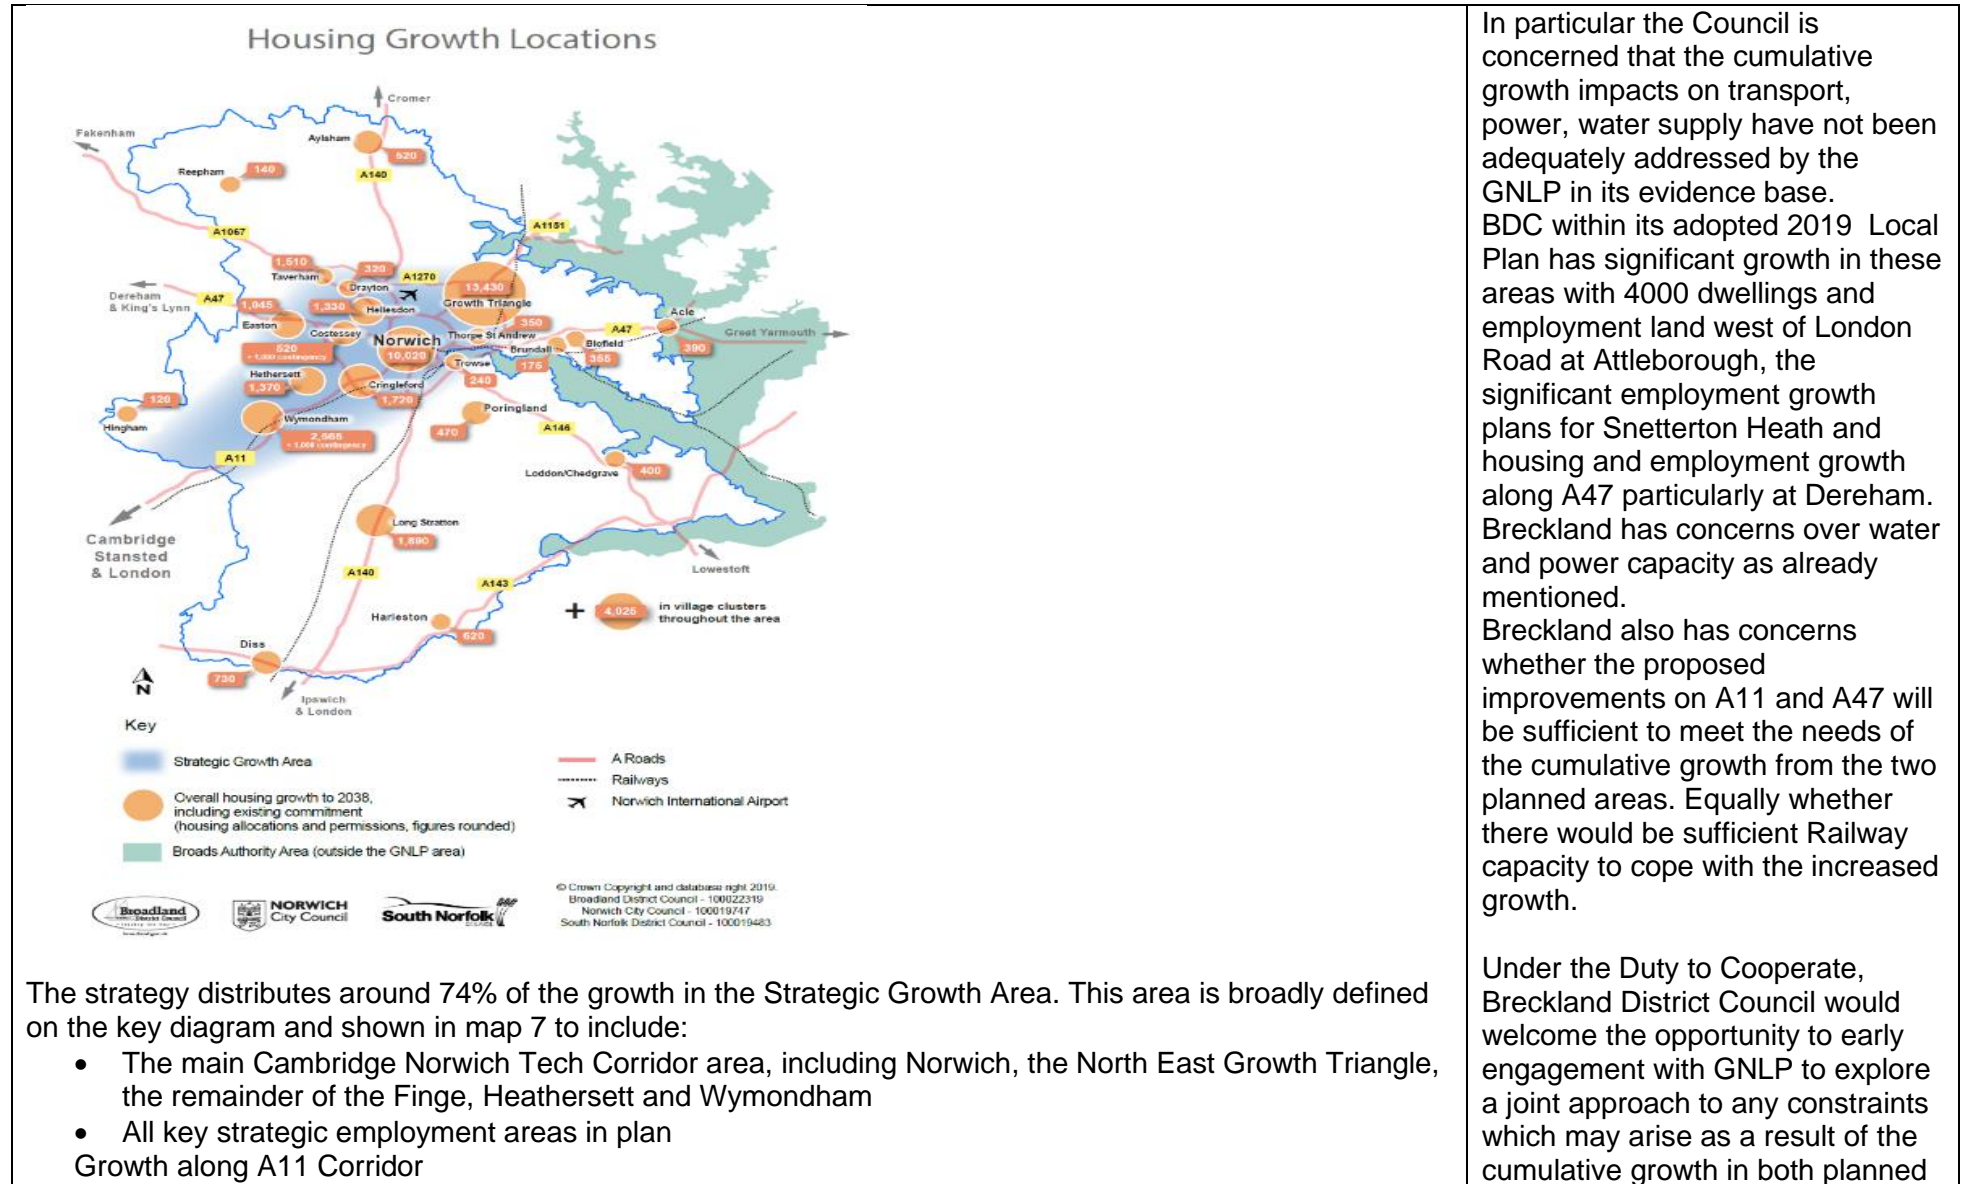 Housing Growth Locations
Cromer
Fakenham
Aylsham
520
Reepham
140
A140
A1067
A1151
1,510
Taverham
320
Drayton
A1270
13,430
Growth Triangle
Dereham
& King's Lynn
A47
1,045
Easton
1,330
Hellesdon
Costessey
Norwich
10,020
Thorpe St Andrew
350
Brundall
175
Blofield
355
A47
Acle
390
Great Yarmouth
520
+ 1,000 contingency
Trowse
240
Hethersett
1,370
Cringleford
1,720
120
Hingham
Wymondham
2,565
+ 1,000 contingency
Poringland
470
A146
A11
Loddon/Chedgrave
400
Cambridge
Stansted
& London
Long Stratton
1,890
A140
A143
Lowestoft
Harleston
620
+ 4,025 in village clusters
throughout the area
Diss
730
Ipswich
& London
N
Key
Strategic Growth Area
Overall housing growth to 2038,
including existing commitment
(housing allocations and permissions, figures rounded)
Broads Authority Area (outside the GNLP area)
A Roads
Railways
Norwich International Airport
Broadland
District Council
NORWICH
City Council
South Norfolk
COUNCIL
© Crown Copyright and database right 2019.
Broadland District Council - 100022319
Norwich City Council - 100019747
South Norfolk District Council - 100019483
The strategy distributes around 74% of the growth in the Strategic Growth Area. This area is broadly defined
on the key diagram and shown in map 7 to include:
• The main Cambridge Norwich Tech Corridor area, including Norwich, the North East Growth Triangle,
the remainder of the Finge, Heathersett and Wymondham
• All key strategic employment areas in plan
Growth along A11 Corridor
In particular the Council is
concerned that the cumulative
growth impacts on transport,
power, water supply have not been
adequately addressed by the
GNLP in its evidence base.
BDC within its adopted 2019 Local
Plan has significant growth in these
areas with 4000 dwellings and
employment land west of London
Road at Attleborough, the
significant employment growth
plans for Snetterton Heath and
housing and employment growth
along A47 particularly at Dereham.
Breckland has concerns over water
and power capacity as already
mentioned.
Breckland also has concerns
whether the proposed
improvements on A11 and A47 will
be sufficient to meet the needs of
the cumulative growth from the two
planned areas. Equally whether
there would be sufficient Railway
capacity to cope with the increased
growth.
Under the Duty to Cooperate,
Breckland District Council would
welcome the opportunity to early
engagement with GNLP to explore
a joint approach to any constraints
which may arise as a result of the
cumulative growth in both planned